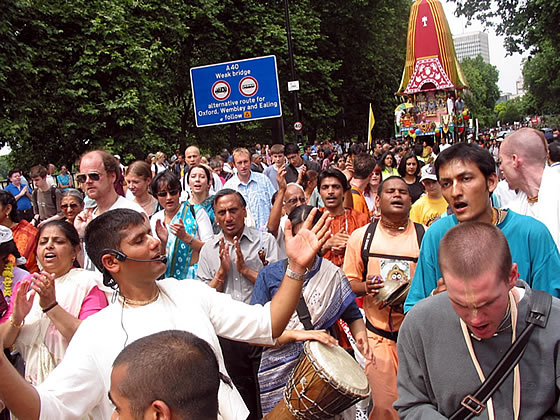 A40
Weak bridge
alternative route for
Oxford, Wembley and Ealing
follow